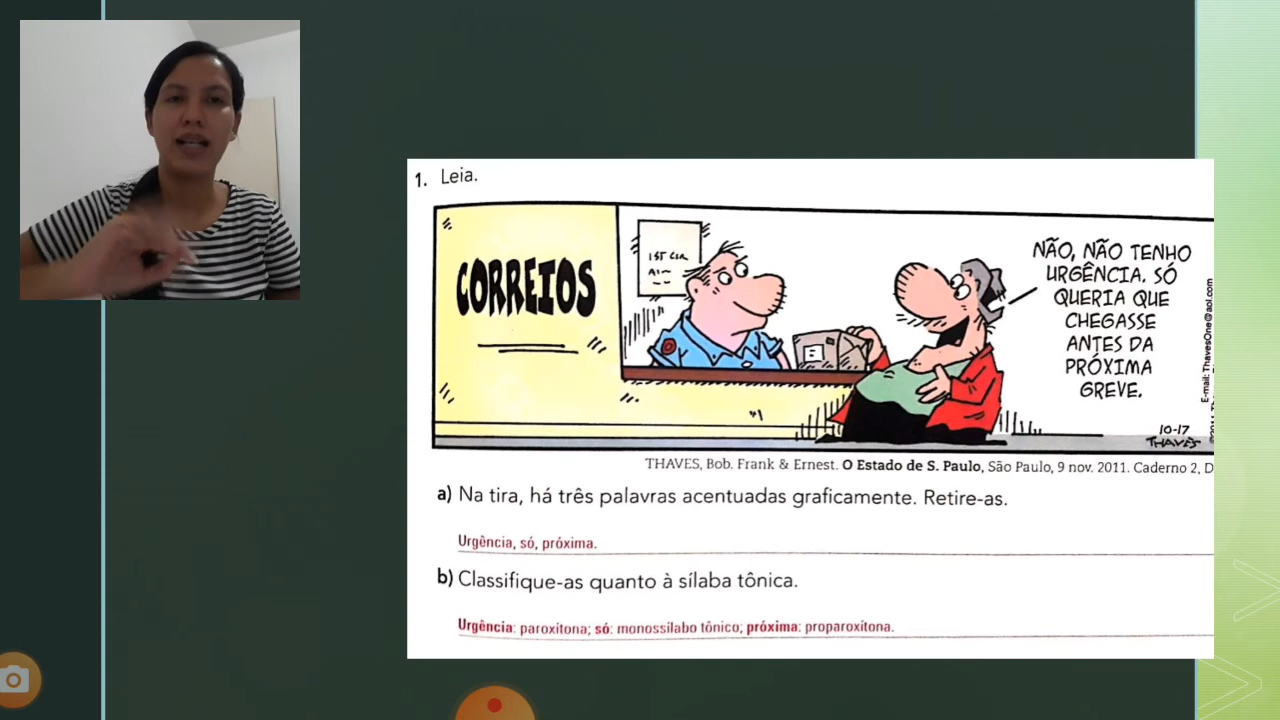 1. Leia.
CORREIOS
NÃO, NÃO TENHO
URGÊNCIA. SÓ
QUERIA QUE
CHEGASSE
ANTES DA
PRÓXIMA
GREVE.
E-mail: ThavesOne@aol.com
10-17
THAVES
THAVES, Bob. Frank & Ernest. O Estado de S. Paulo, São Paulo, 9 nov. 2011. Caderno 2, D
a) Na tira, há três palavras acentuadas graficamente. Retire-as.
Urgência, só, próxima.
b) Classifique-as quanto à sílaba tônica.
Urgência: paroxítona; só: monossílabo tônico; próxima: proparoxítona.